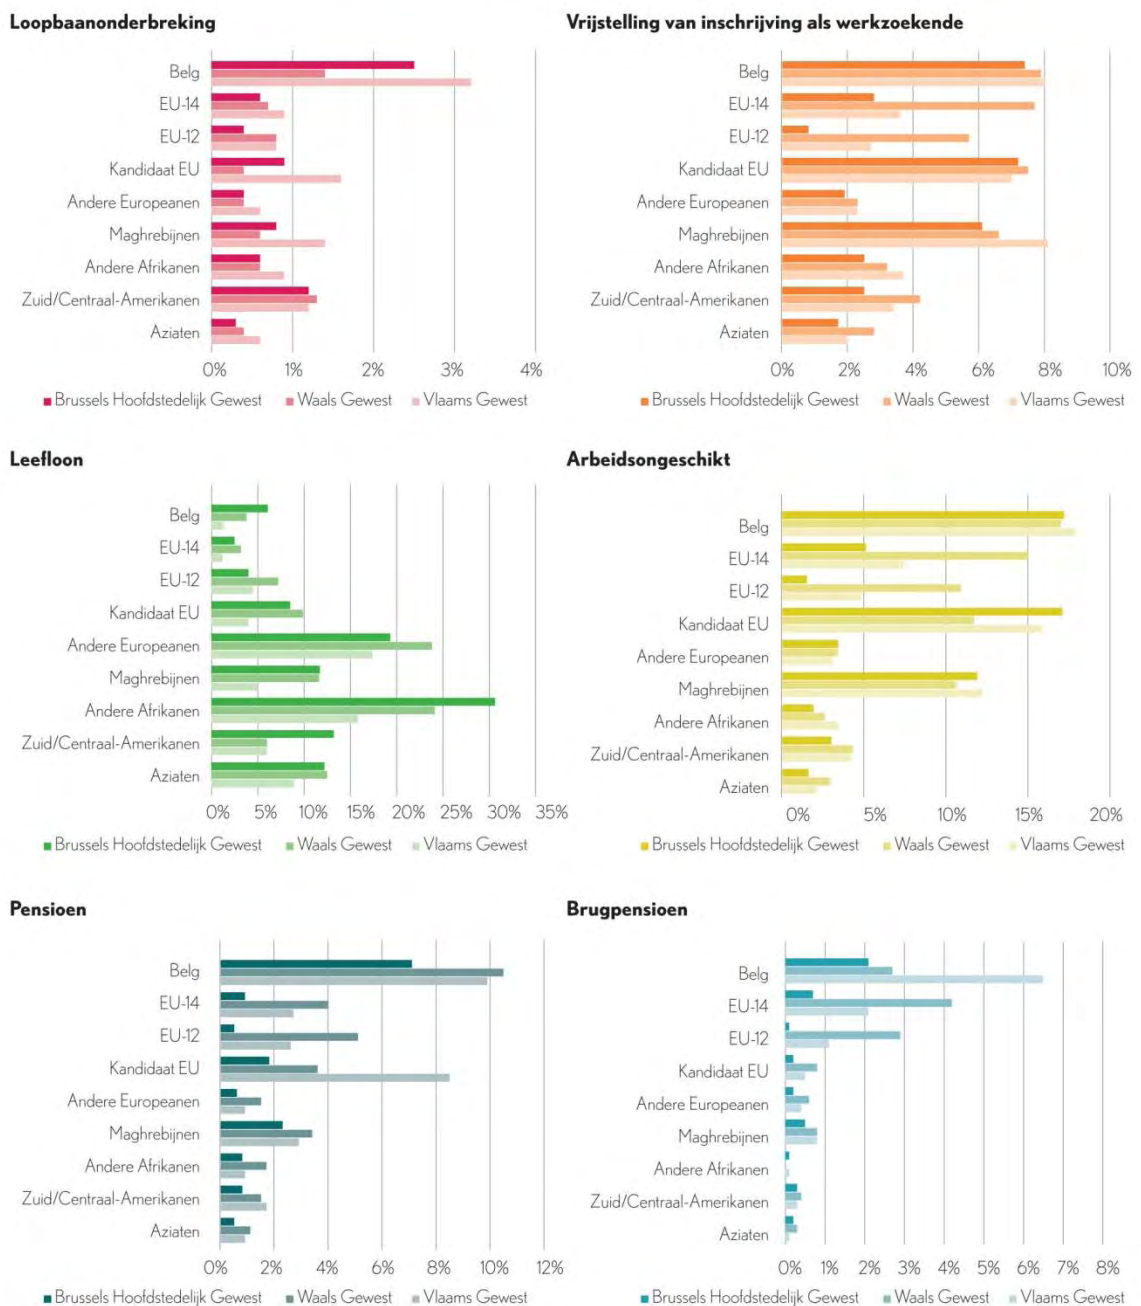 Loopbaanonderbreking
Belg
EU-14
EU-12
Kandidaat EU
Andere Europeanen
Maghrebijnen
Andere Afrikanen
Zuid/Centraal-Amerikanen
Aziaten
0% 1% 2% 3% 4%
Brussels Hoofdstedelijk Gewest Waals Gewest Vlaams Gewest
Vrijstelling van inschrijving als werkzoekende
Belg
EU-14
EU-12
Kandidaat EU
Andere Europeanen
Maghrebijnen
Andere Afrikanen
Zuid/Centraal-Amerikanen
Aziaten
0% 2% 4% 6% 8% 10%
Brussels Hoofdstedelijk Gewest Waals Gewest Vlaams Gewest
Leefloon
Belg
EU-14
EU-12
Kandidaat EU
Andere Europeanen
Maghrebijnen
Andere Afrikanen
Zuid/Centraal-Amerikanen
Aziaten
0% 5% 10% 15% 20% 25% 30% 35%
Brussels Hoofdstedelijk Gewest Waals Gewest Vlaams Gewest
Arbeidsongeschikt
Belg
EU-14
EU-12
Kandidaat EU
Andere Europeanen
Maghrebijnen
Andere Afrikanen
Zuid/Centraal-Amerikanen
Aziaten
0% 5% 10% 15% 20%
Brussels Hoofdstedelijk Gewest Waals Gewest Vlaams Gewest
Pensioen
Belg
EU-14
EU-12
Kandidaat EU
Andere Europeanen
Maghrebijnen
Andere Afrikanen
Zuid/Centraal-Amerikanen
Aziaten
0% 2% 4% 6% 8% 10% 12%
Brussels Hoofdstedelijk Gewest Waals Gewest Vlaams Gewest
Brugpensioen
Belg
EU-14
EU-12
Kandidaat EU
Andere Europeanen
Maghrebijnen
Andere Afrikanen
Zuid/Centraal-Amerikanen
Aziaten
0% 1% 2% 3% 4% 5% 6% 7% 8%
Brussels Hoofdstedelijk Gewest Waals Gewest Vlaams Gewest